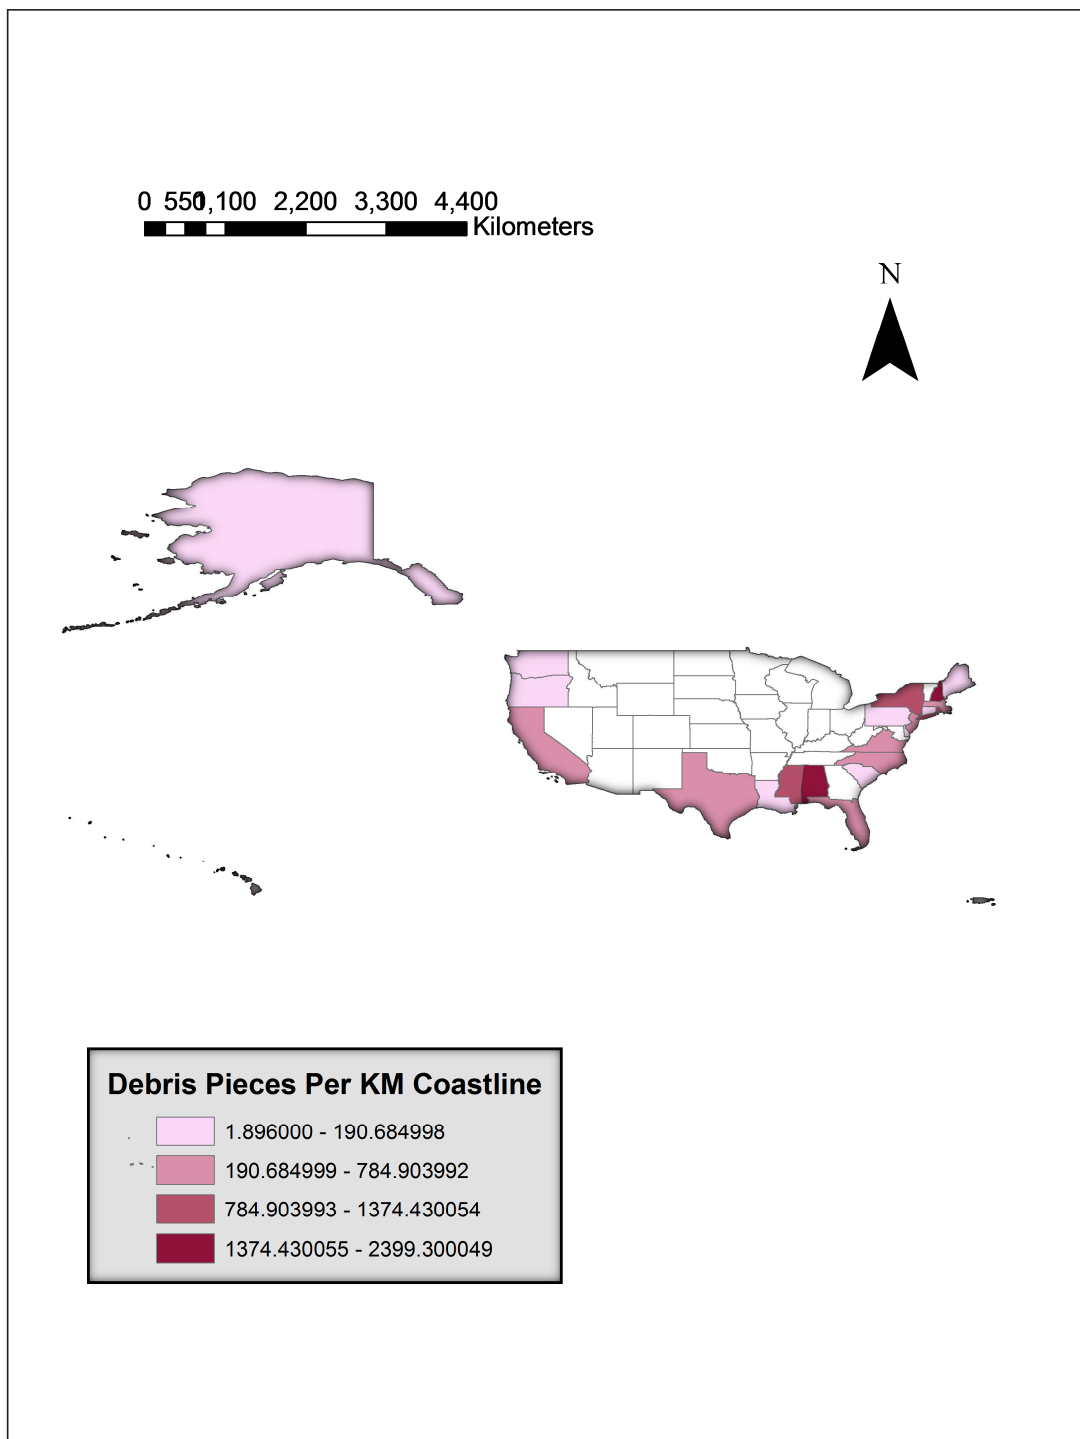 0 550 1,100 2,200 3,300 4,400
Kilometers
N
Debris Pieces Per KM Coastline
1.896000 - 190.684998
190.684999 - 784.903992
784.903993 - 1374.430054
1374.430055 - 2399.300049